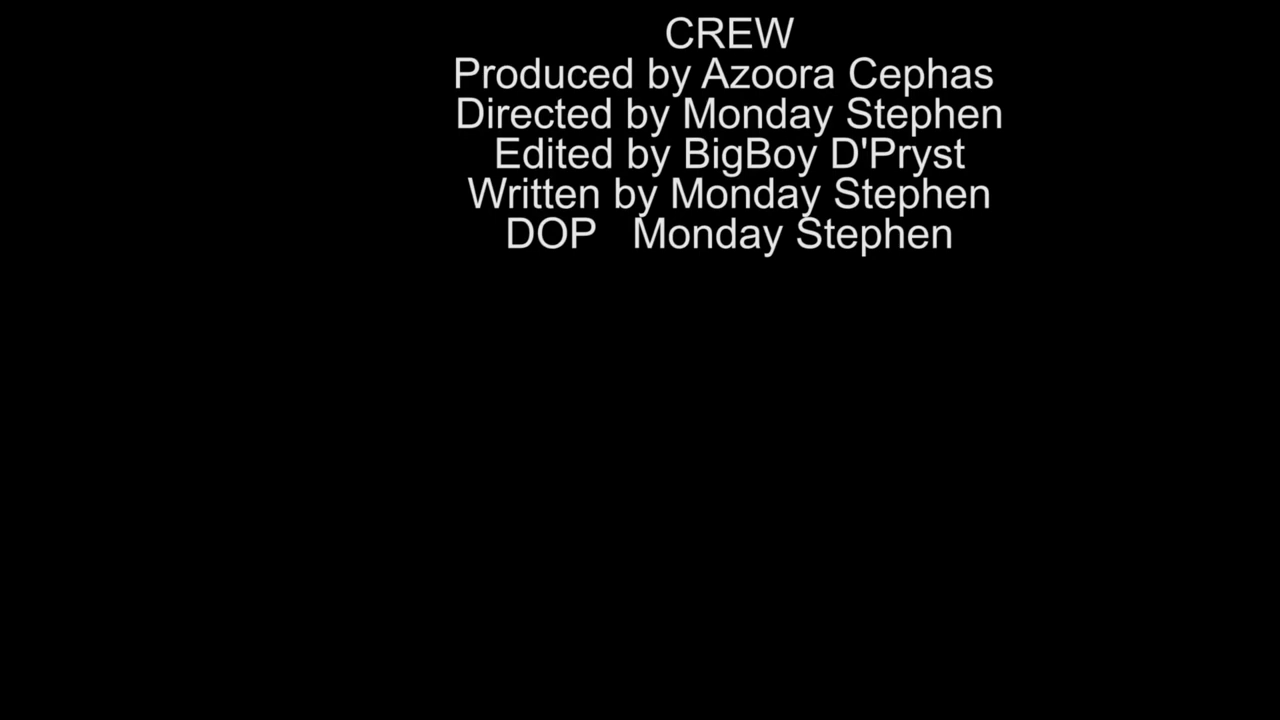 CREW
Produced by Azoora Cephas
Directed by Monday Stephen
Edited by BigBoy D'Pryst
Written by Monday Stephen
DOP   Monday Stephen